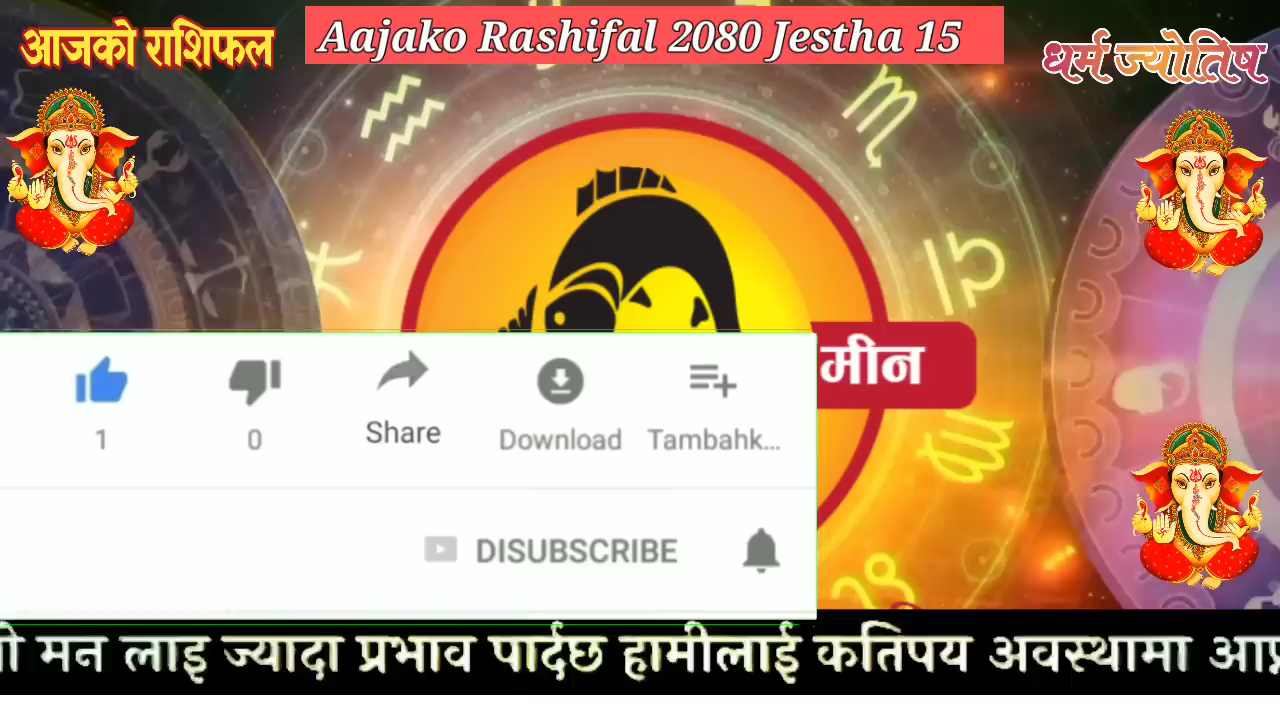 आजको राशिफल
Aajako Rashifal 2080 Jestha 15
धर्म ज्योतिष
मीन
1
0
Share
Download
Tambahk...
DISUBSCRIBE
मन लाइ ज्यादा प्रभाव पार्दछ हामीलाई कतिपय अवस्थामा